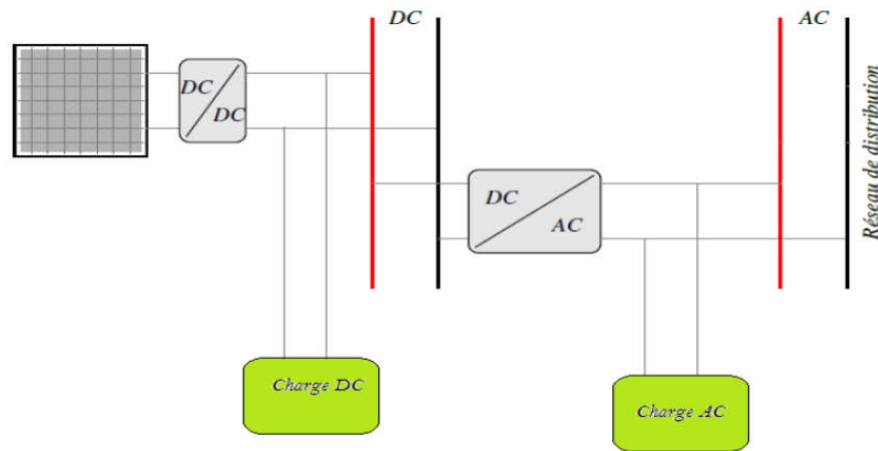 DC
AC
DC
DC
DC
AC
Réseau de distribution
Charge DC
Charge AC